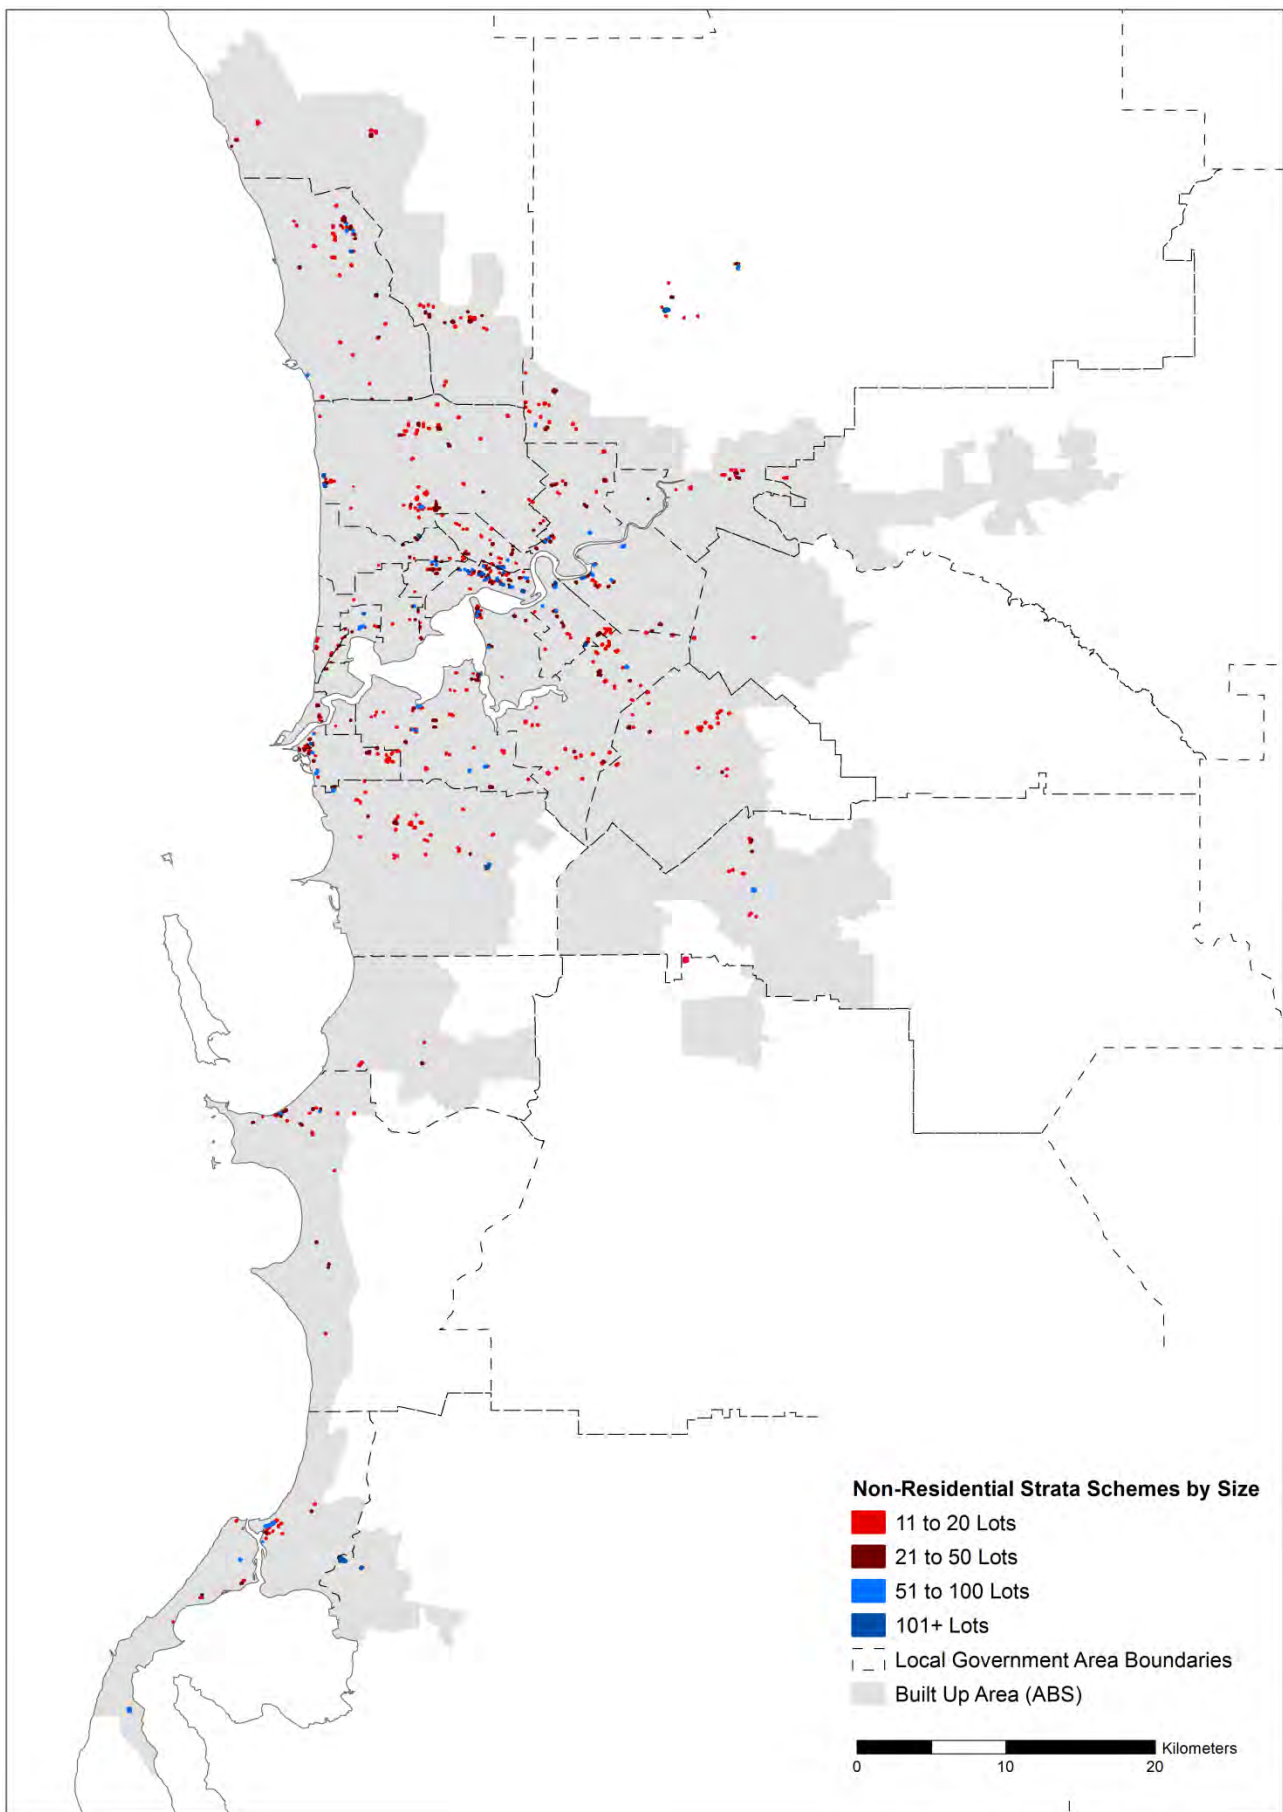 Non-Residential Strata Schemes by Size
11 to 20 Lots
21 to 50 Lots
51 to 100 Lots
101+ Lots
Local Government Area Boundaries
Built Up Area (ABS)
Kilometers
0 10 20